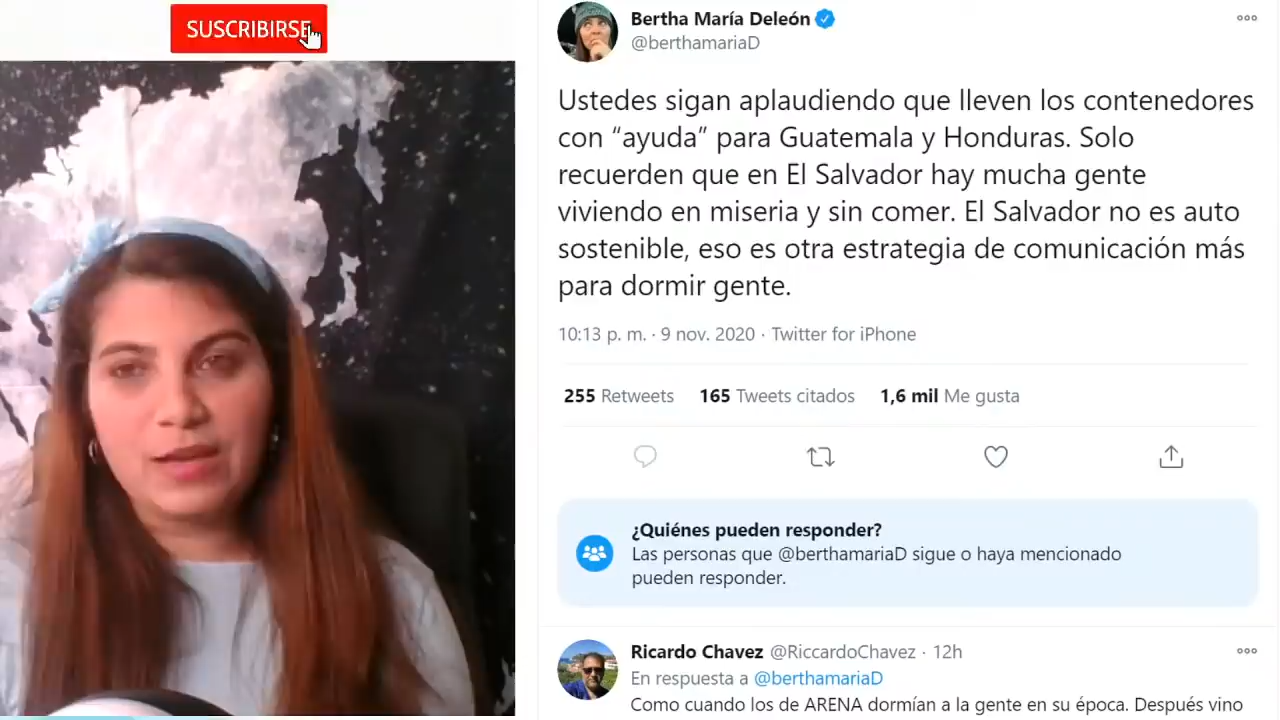 SUSCRIBIRSE
Bertha María Deleón
@berthamariaD
Ustedes sigan aplaudiendo que lleven los contenedores
con “ayuda” para Guatemala y Honduras. Solo
recuerden que en El Salvador hay mucha gente
viviendo en miseria y sin comer. El Salvador no es auto
sostenible, eso es otra estrategia de comunicación más
para dormir gente.
10:13 p. m. · 9 nov. 2020 · Twitter for iPhone
255 Retweets 165 Tweets citados 1,6 mil Me gusta
¿Quiénes pueden responder?
Las personas que @berthamariaD sigue o haya mencionado
pueden responder.
Ricardo Chavez @RiccardoChavez · 12h
En respuesta a @berthamariaD
Como cuando los de ARENA dormían a la gente en su época. Después vino